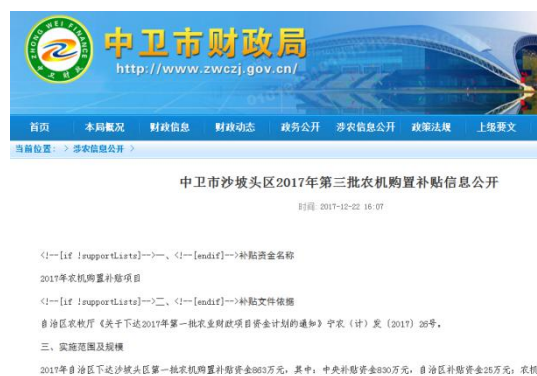 ZHONG WEI FINANCE
中卫财政
中卫市财政局
http://www.zwczj.gov.cn/
首页 本局概况 财政信息 财政动态 政务公开 涉农信息公开 政策法规 上级要文
当前位置: > 涉农信息公开 >
中卫市沙坡头区2017年第三批农机购置补贴信息公开
时间: 2017-12-22 16:07
<!--[if !supportLists]-->一、<!--[endif]-->补贴资金名称
2017年农机购置补贴项目
<!--[if !supportLists]-->二、<!--[endif]-->补贴文件依据
自治区农牧厅《关于下达2017年第一批农业财政项目资金计划的通知》宁农（计）发（2017）26号。
三、实施范围及规模
2017年自治区下达沙坡头区第一批农机购置补贴资金863万元，其中：中央补贴资金830万元，自治区补贴资金25万元；农机